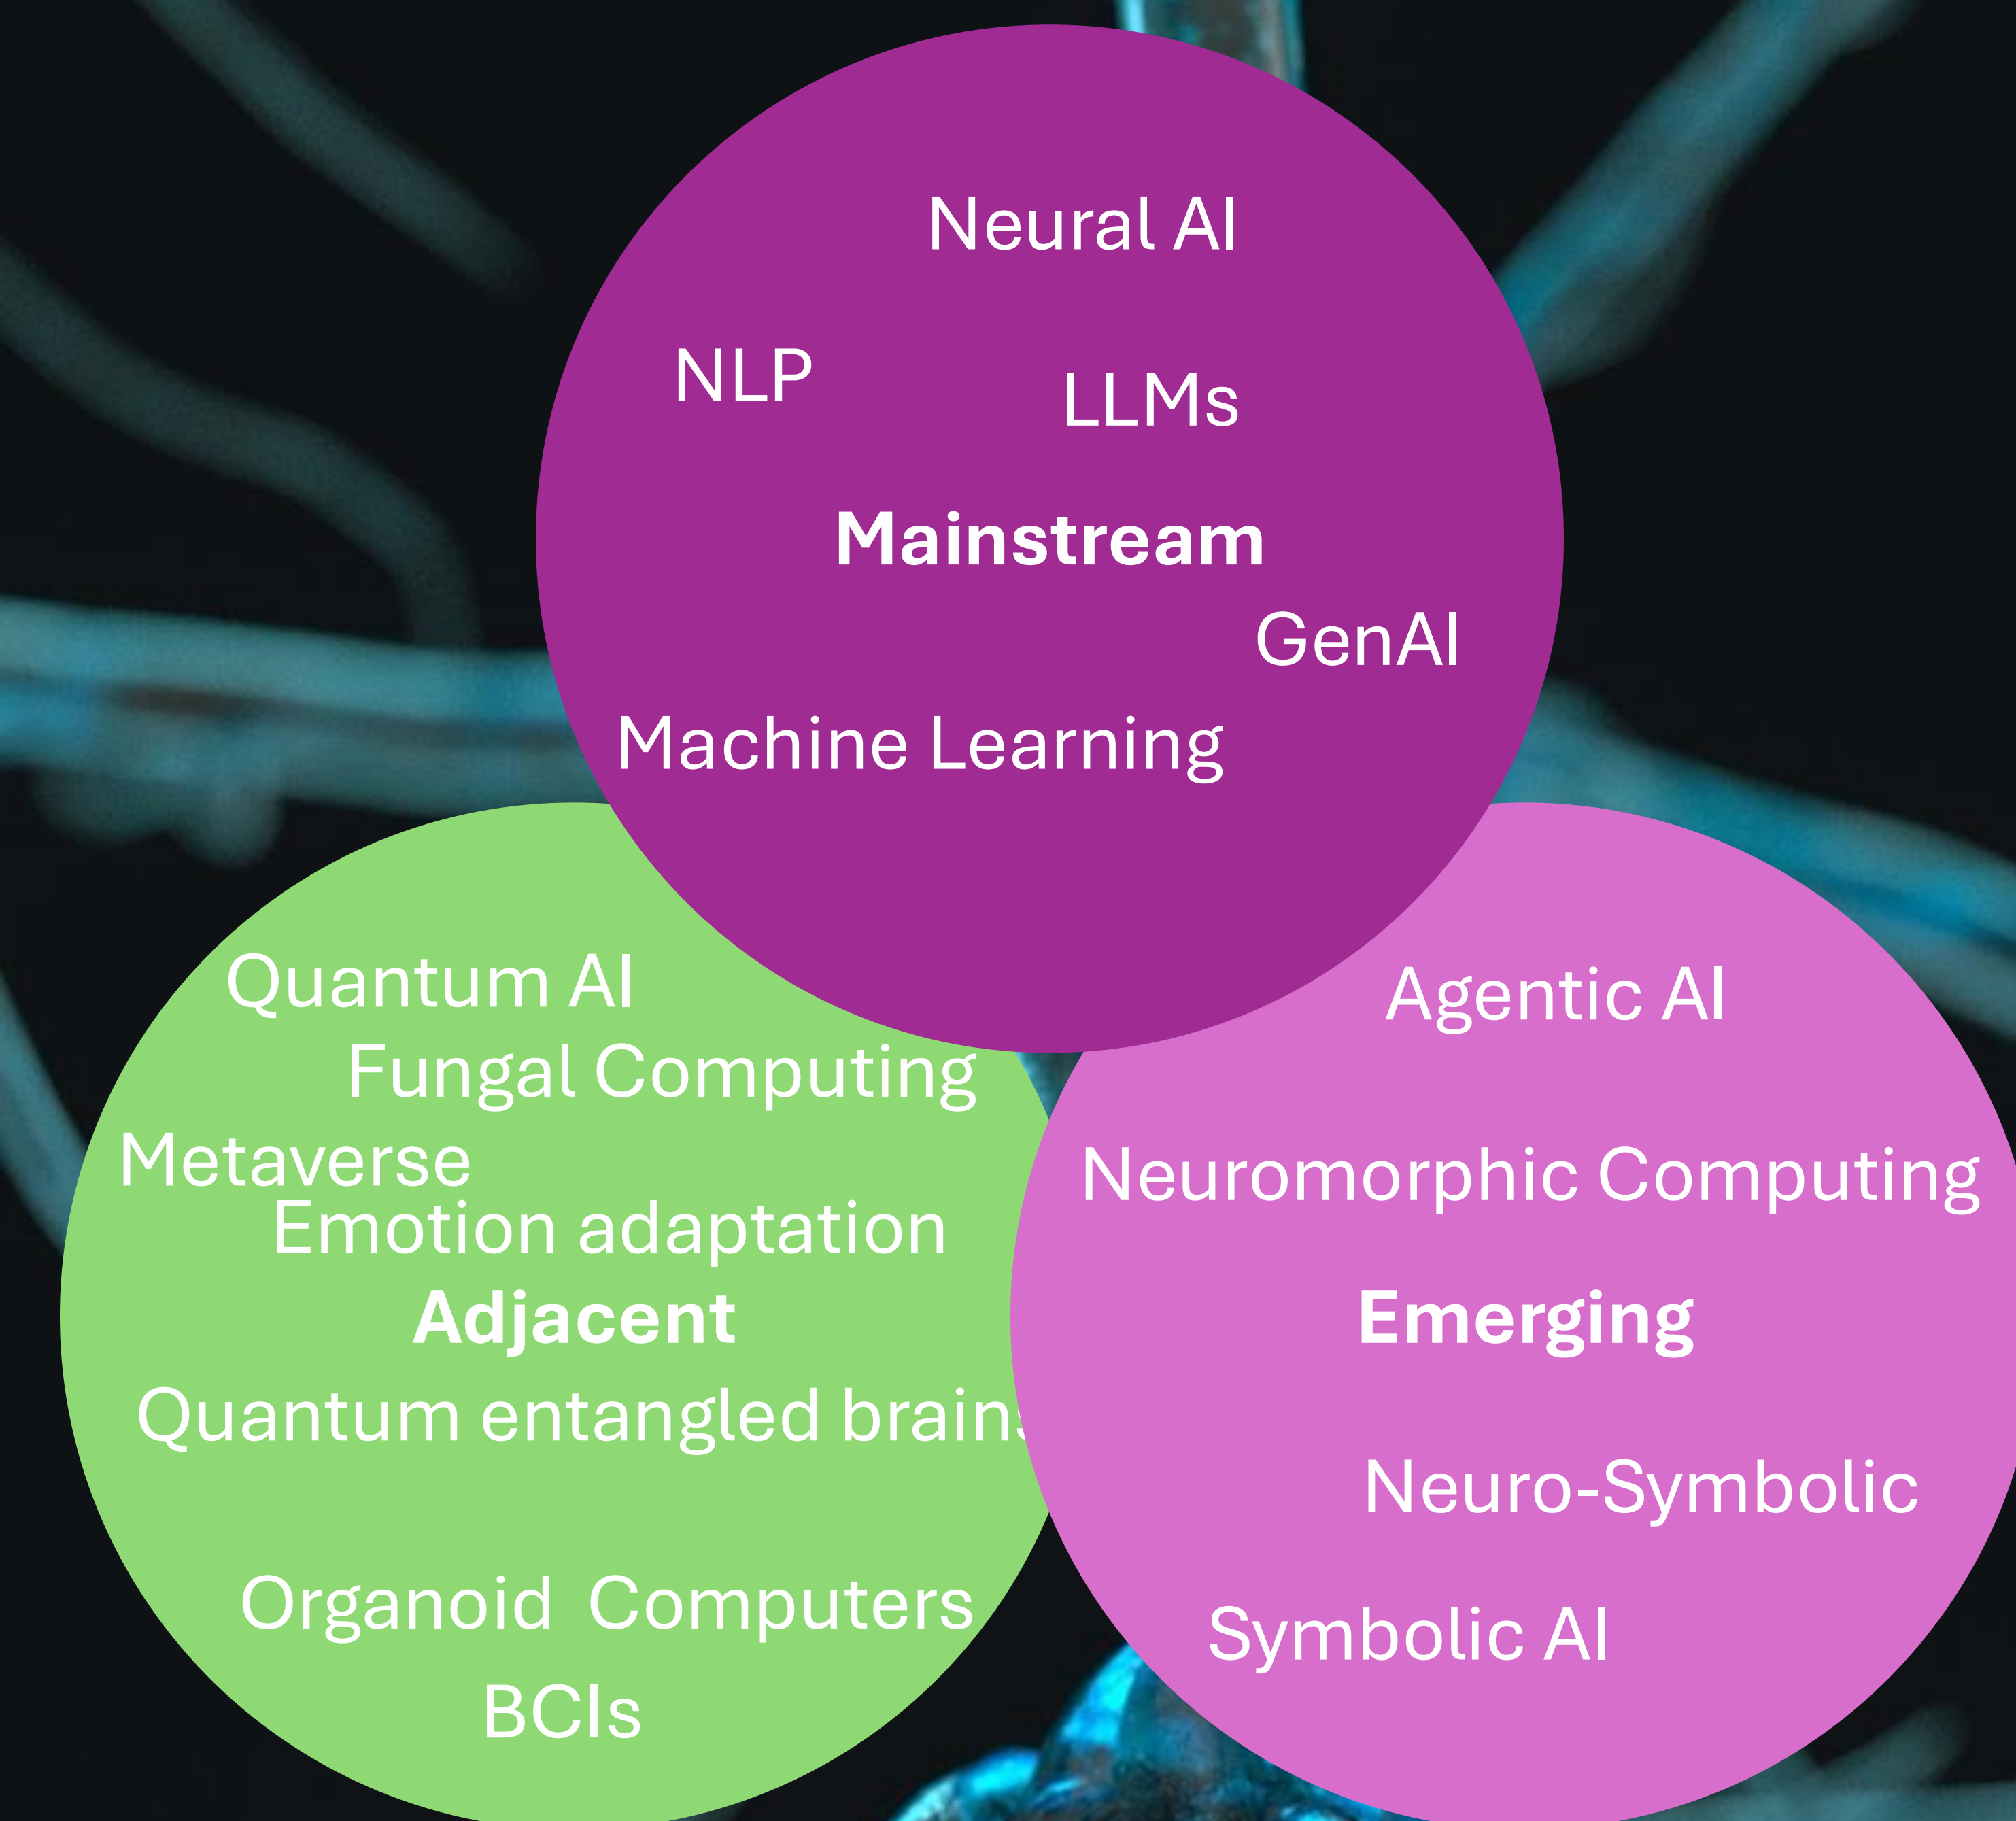 Neural AI
NLP
LLMs
Mainstream
GenAI
Machine Learning
Quantum AI
Fungal Computing
Metaverse
Emotion adaptation
Adjacent
Quantum entangled brains
Organoid Computers
BCIs
Agentic AI
Neuromorphic Computing
Emerging
Neuro-Symbolic
Symbolic AI